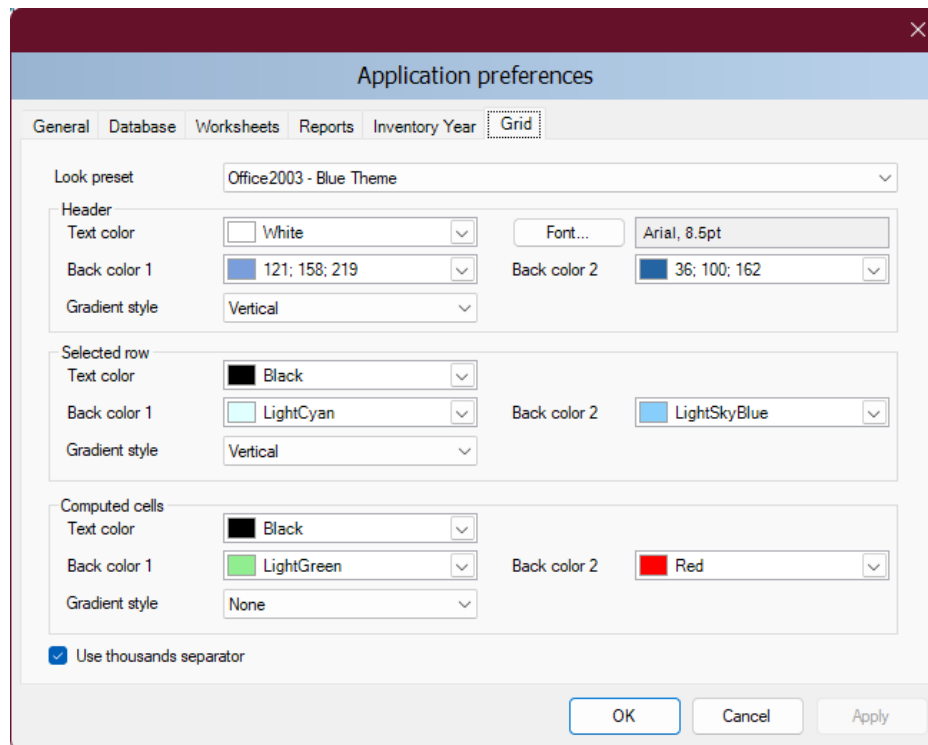 Application preferences
General Database Worksheets Reports Inventory Year Grid
Look preset Office2003 - Blue Theme
Header
Text color White Font... Arial, 8.5pt
Back color 1 121; 158; 219 Back color 2 36; 100; 162
Gradient style Vertical
Selected row
Text color Black
Back color 1 LightCyan Back color 2 LightSkyBlue
Gradient style Vertical
Computed cells
Text color Black
Back color 1 LightGreen Back color 2 Red
Gradient style None
Use thousands separator
OK Cancel Apply